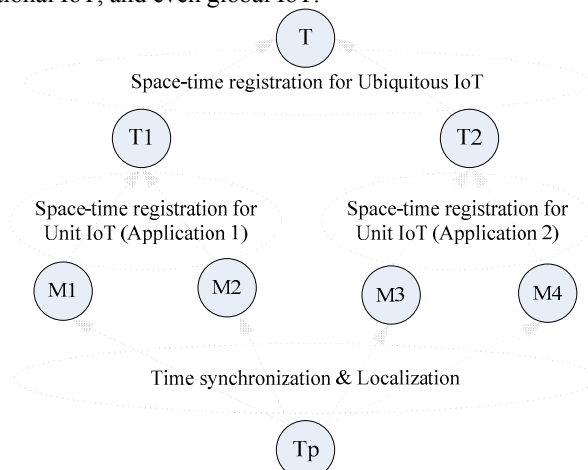 tional IoT, and even global IoT.
T
Space-time registration for Ubiquitous IoT
T1
T2
Space-time registration for
Unit IoT (Application 1)
Space-time registration for
Unit IoT (Application 2)
M1
M2
M3
M4
Time synchronization & Localization
Tp